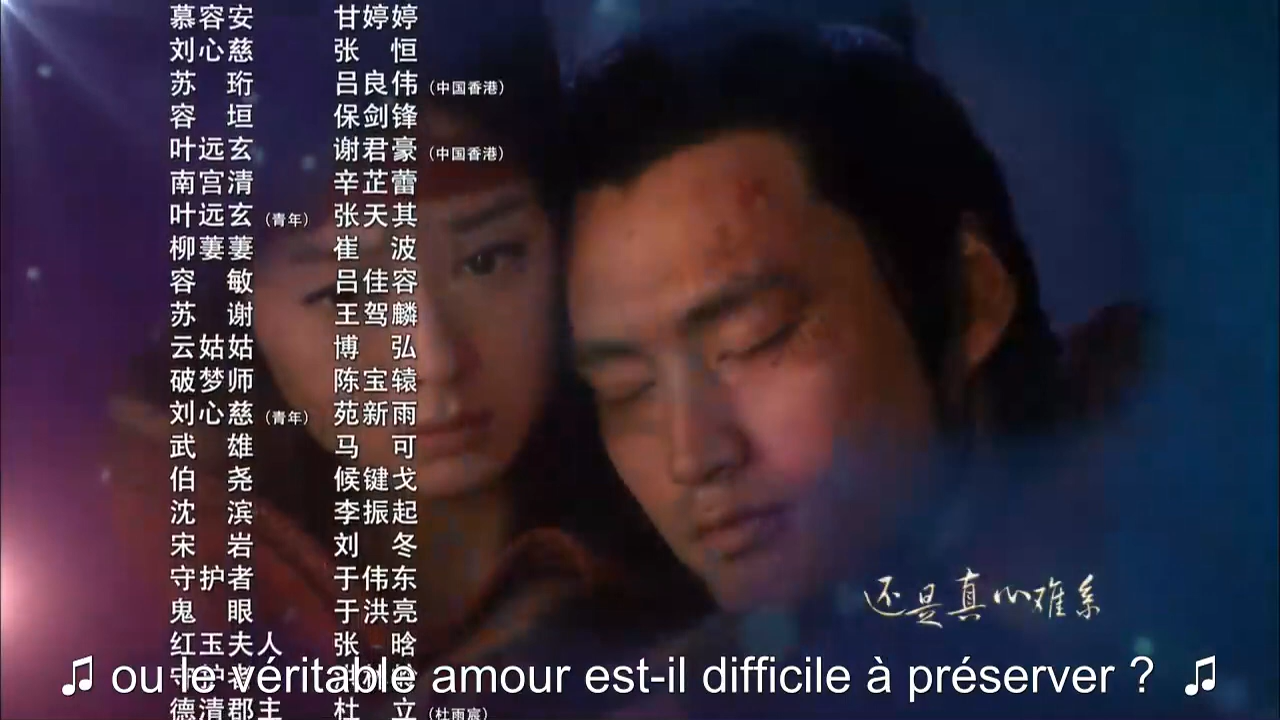 慕容安 甘婷婷
刘心慈 张恒
苏珩 吕良伟（中国香港）
容垣 保剑锋
叶远玄 谢君豪（中国香港）
南宫清 辛芷蕾
叶远玄（青年） 张天其
柳萋萋 崔波
容敏 吕佳容
苏谢 王驾麟
云姑姑 博弘
破梦师 陈宝辕
刘心慈（青年） 苑新雨
武雄 马可
伯尧 候键戈
沈滨 李振起
宋岩 刘冬
守护者 于伟东
鬼眼 于洪亮
红玉夫人 张晗
还是真心难系
♫ ou le véritable amour est-il difficile à préserver ? ♫
德清郡主 杜立（杜雨宸）